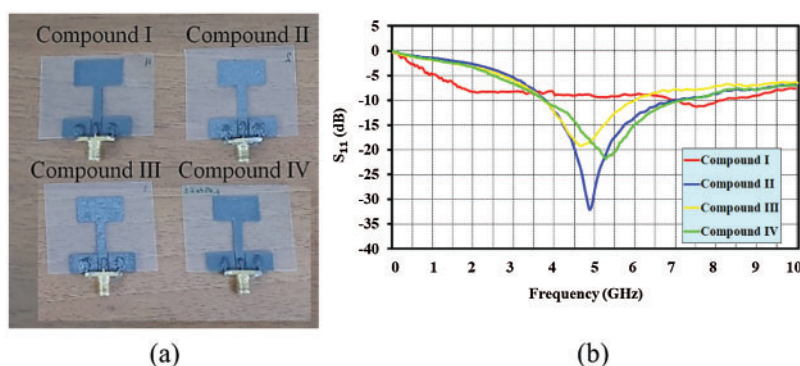 Compound I
Compound II
Compound III
Compound IV
(a)
5
0
-5
-10
-15
-20
-25
-30
-35
-40
S11 (dB)
0 1 2 3 4 5 6 7 8 9 10
Frequency (GHz)
Compound I
Compound II
Compound III
Compound IV
(b)